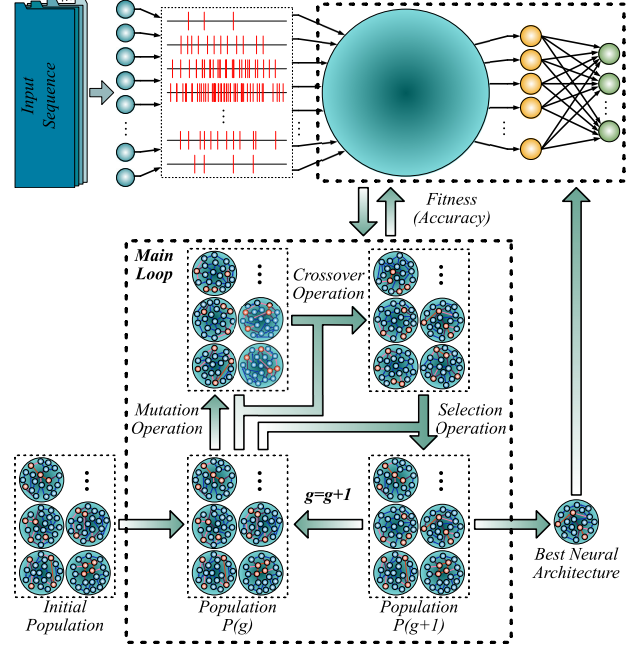 Input
Sequence
Fitness
(Accuracy)
Main
Loop
Crossover
Operation
Mutation
Operation
Selection
Operation
g=g+1
Initial
Population
Population
P(g)
Population
P(g+1)
Best Neural
Architecture